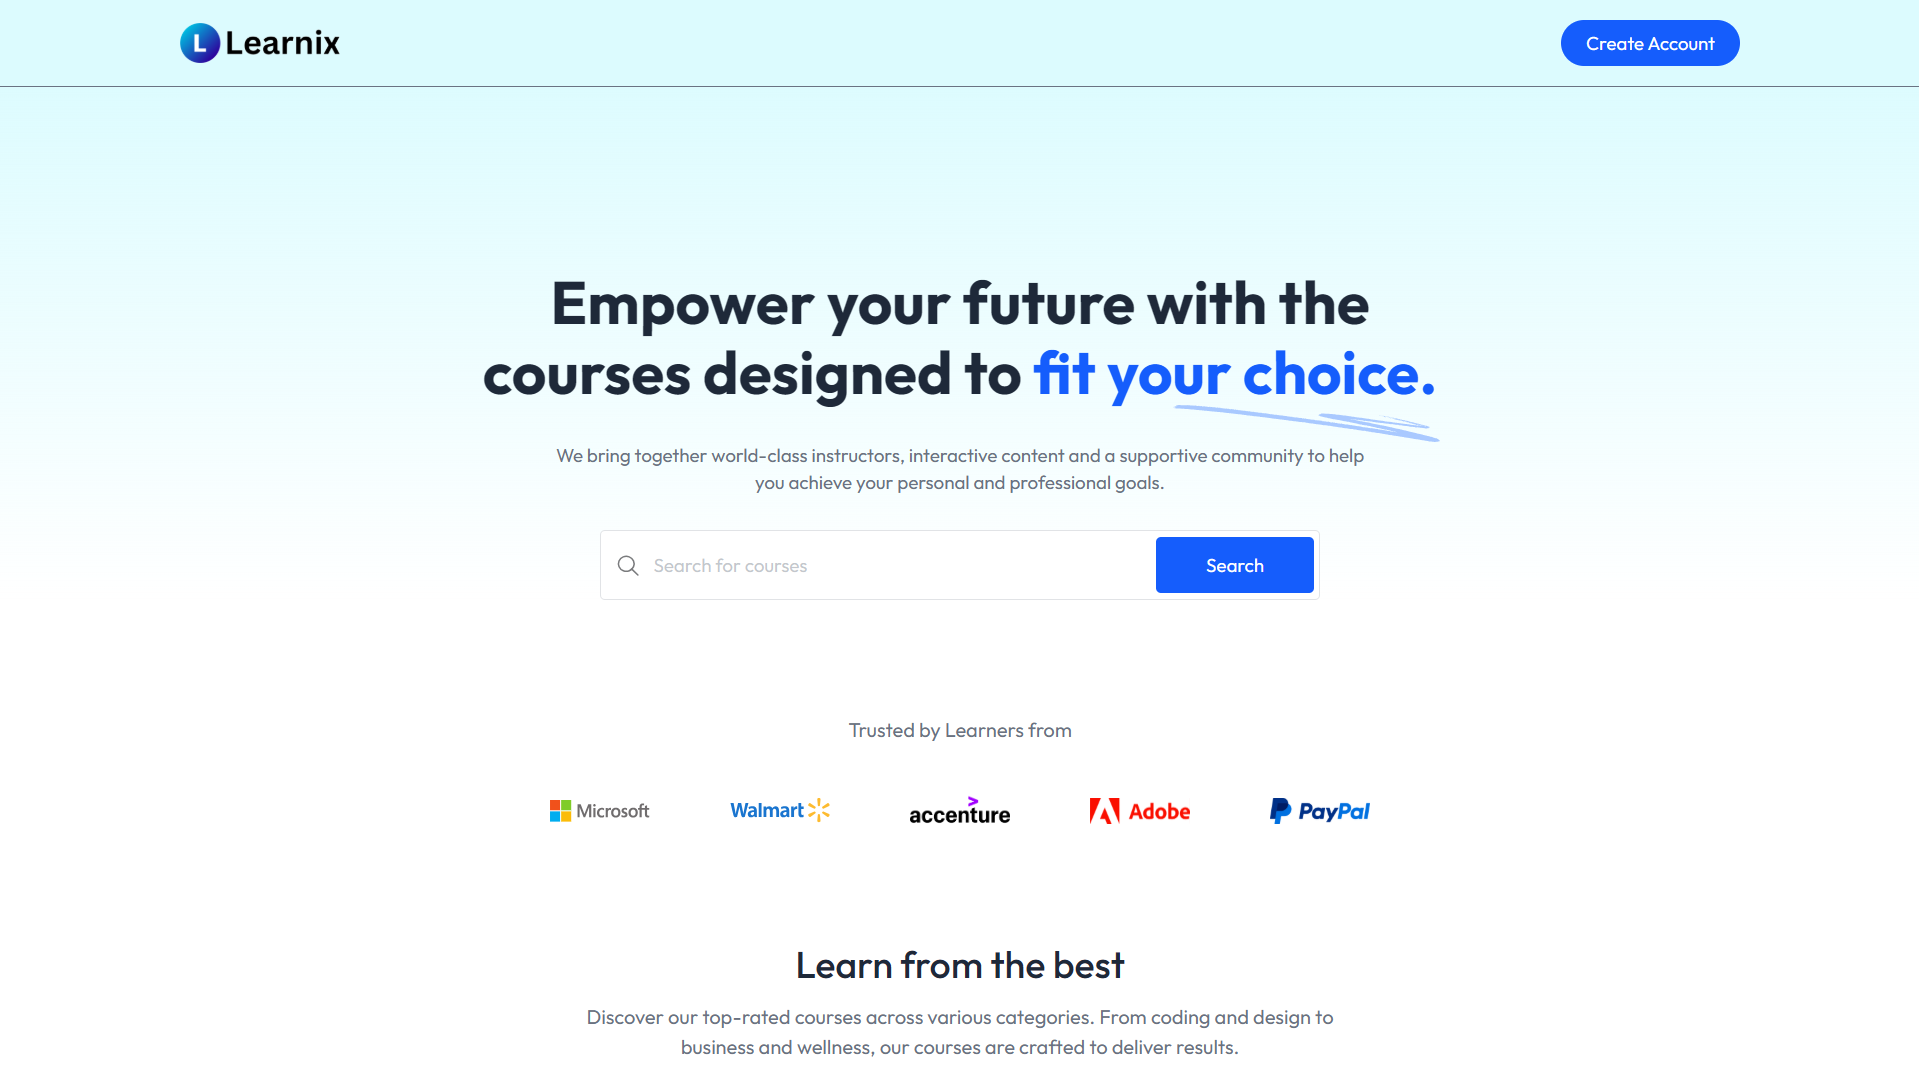 L Learnix
Create Account
Empower your future with the
courses designed to fit your choice.
We bring together world-class instructors, interactive content and a supportive community to help
you achieve your personal and professional goals.
Search for courses
Search
Trusted by Learners from
Microsoft
Walmart
accenture
Adobe
PayPal
Learn from the best
Discover our top-rated courses across various categories. From coding and design to
business and wellness, our courses are crafted to deliver results.